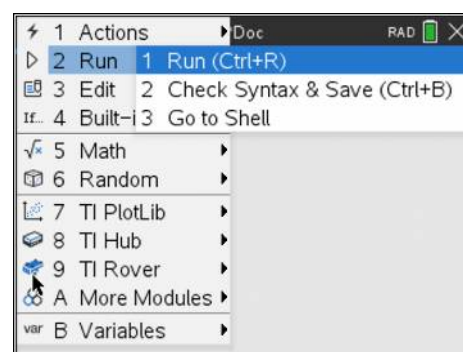 1 Actions rDoc RAD
2 Run 1 Run (Ctrl+R)
3 Edit 2 Check Syntax & Save (Ctrl+B)
If... 4 Built-i 3 Go to Shell
5 Math
6 Random
7 TI PlotLib
8 TI Hub
9 TI Rover
A More Modules
var B Variables